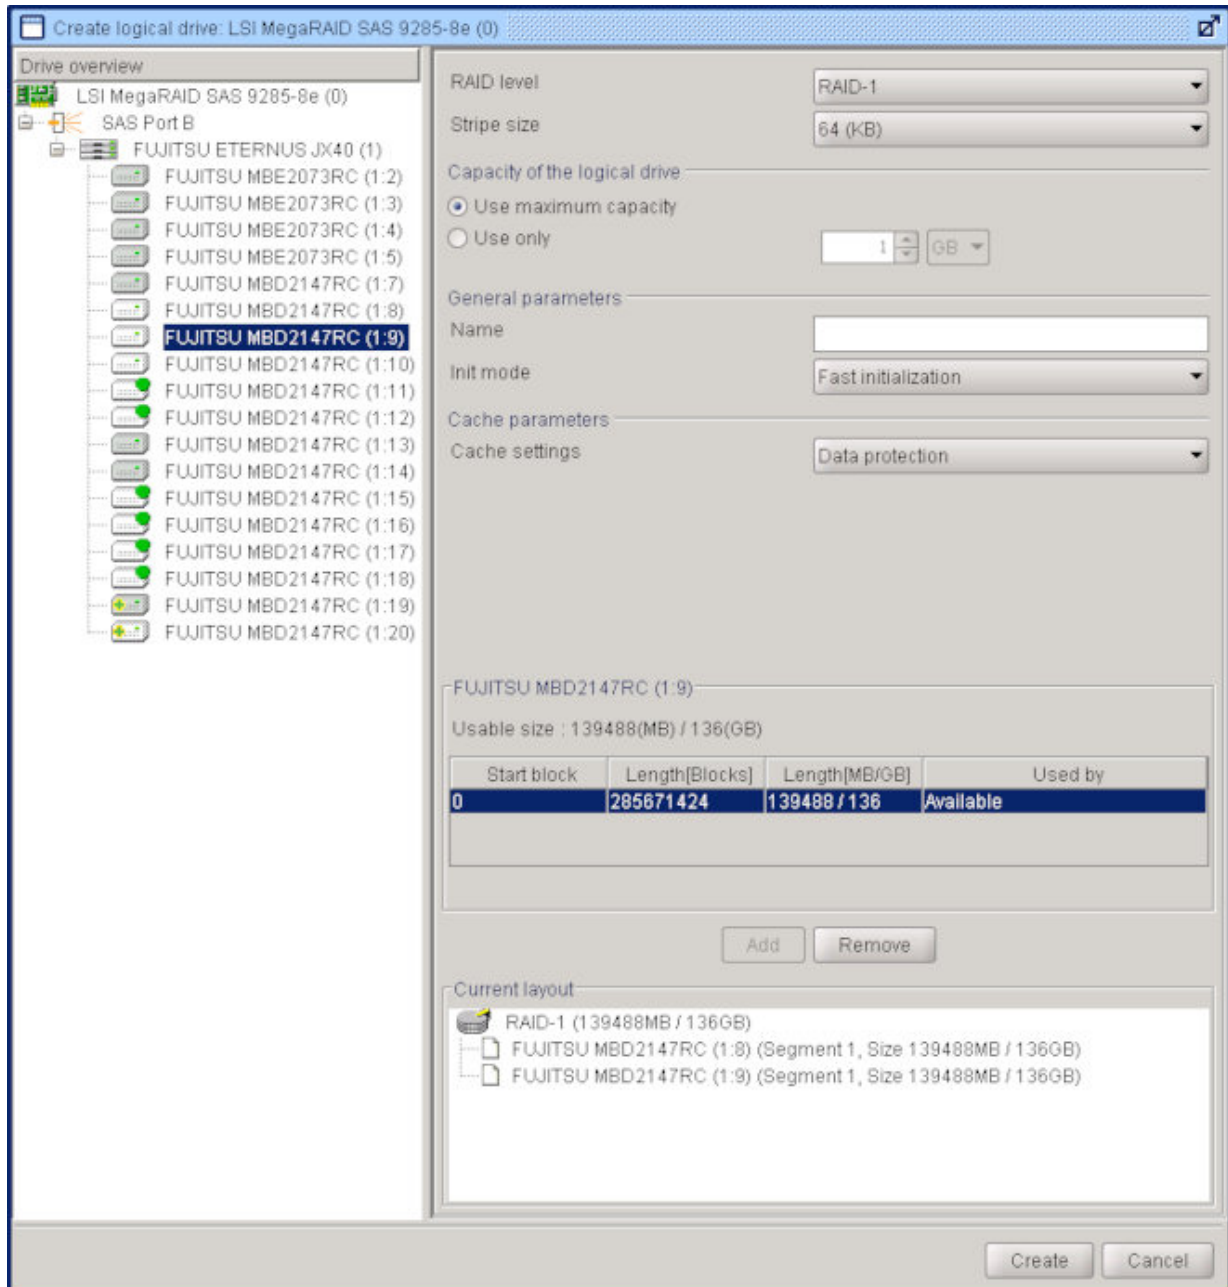 Create logical drive: LSI MegaRAID SAS 9285-8e (0)
Drive overview
LSI MegaRAID SAS 9285-8e (0)
SAS Port B
FUJITSU ETERNUS JX40 (1)
FUJITSU MBE2073RC (1:2)
FUJITSU MBE2073RC (1:3)
FUJITSU MBE2073RC (1:4)
FUJITSU MBE2073RC (1:5)
FUJITSU MBD2147RC (1:7)
FUJITSU MBD2147RC (1:8)
FUJITSU MBD2147RC (1:9)
FUJITSU MBD2147RC (1:10)
FUJITSU MBD2147RC (1:11)
FUJITSU MBD2147RC (1:12)
FUJITSU MBD2147RC (1:13)
FUJITSU MBD2147RC (1:14)
FUJITSU MBD2147RC (1:15)
FUJITSU MBD2147RC (1:16)
FUJITSU MBD2147RC (1:17)
FUJITSU MBD2147RC (1:18)
FUJITSU MBD2147RC (1:19)
FUJITSU MBD2147RC (1:20)
RAID level RAID-1
Stripe size 64 (KB)
Capacity of the logical drive
Use maximum capacity
Use only 1 GB
General parameters
Name
Init mode Fast initialization
Cache parameters
Cache settings Data protection
FUJITSU MBD2147RC (1:9)
Usable size : 139488(MB) / 136(GB)
Start block Length[Blocks] Length[MB/GB] Used by
0 285671424 139488 / 136 Available
Add Remove
Current layout
RAID-1 (139488MB / 136GB)
FUJITSU MBD2147RC (1:8) (Segment 1, Size 139488MB / 136GB)
FUJITSU MBD2147RC (1:9) (Segment 1, Size 139488MB / 136GB)
Create Cancel